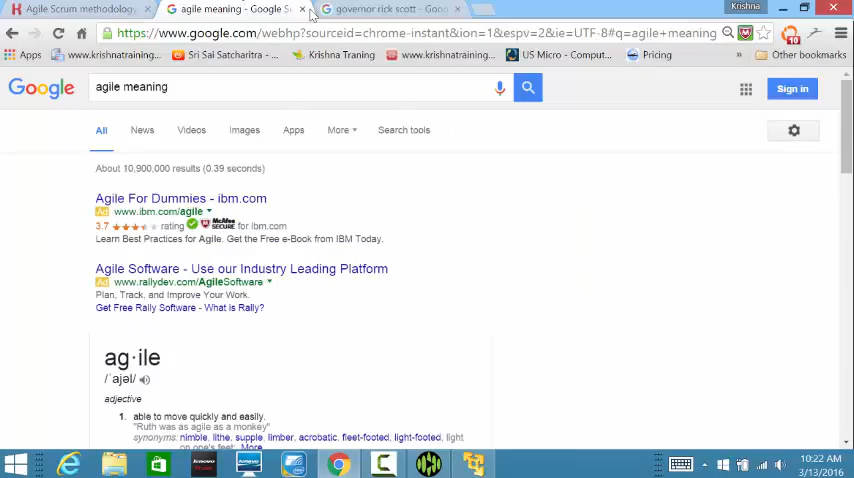 Agile Scrum methodology
agile meaning - Google Se
governor rick scott - Goog
Krishna
https://www.google.com/webhp?sourceid=chrome-instant&ion=1&espv=2&ie=UTF-8#q=agile+meaning
10
Apps
www.krishnatraining...
Sri Sai Satcharitra - ...
Krishna Traning
www.krishnatraining...
US Micro - Comput...
Pricing
»
Other bookmarks
Google
agile meaning
Sign in
All
News
Videos
Images
Apps
More
Search tools
About 10,900,000 results (0.39 seconds)
Agile For Dummies - ibm.com
Ad www.ibm.com/agile
3.7 rating McAfee SECURE for ibm.com
Learn Best Practices for Agile. Get the Free e-Book from IBM Today.
Agile Software - Use our Industry Leading Platform
Ad www.rallydev.com/AgileSoftware
Plan, Track, and Improve Your Work.
Get Free Rally Software - What is Rally?
ag·ile
/ˈajəl/
adjective
1. able to move quickly and easily.
"Ruth was as agile as a monkey"
synonyms: nimble, lithe, supple, limber, acrobatic, fleet-footed, light-footed, light
on one's feet; More
10:22 AM
3/13/2016